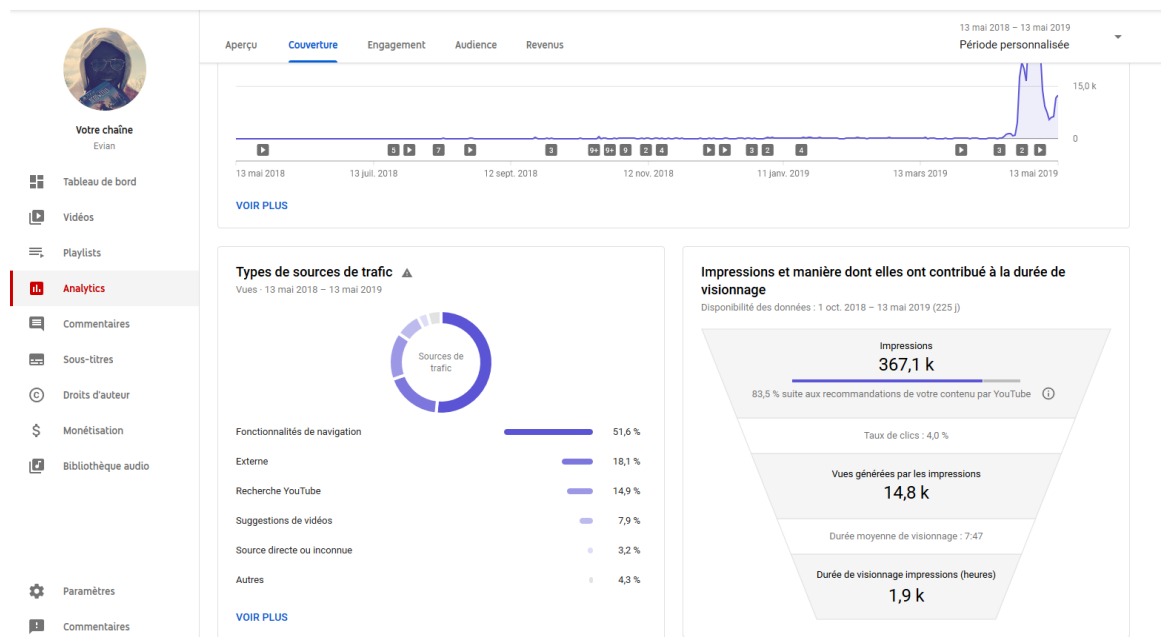 Aperçu
Couverture
Engagement
Audience
Revenus
13 mai 2018 – 13 mai 2019
Période personnalisée
Votre chaîne
Evian
Tableau de bord
Vidéos
Playlists
Analytics
Commentaires
Sous-titres
Droits d'auteur
Monétisation
Bibliothèque audio
Paramètres
Commentaires
15,0 k
0
5
7
3
9+
9+
9
2
4
3
2
4
3
2
13 mai 2018
13 juil. 2018
12 sept. 2018
12 nov. 2018
11 janv. 2019
13 mars 2019
13 mai 2019
VOIR PLUS
Types de sources de trafic
Vues · 13 mai 2018 – 13 mai 2019
Sources de
trafic
Fonctionnalités de navigation 51,6 %
Externe 18,1 %
Recherche YouTube 14,9 %
Suggestions de vidéos 7,9 %
Source directe ou inconnue 3,2 %
Autres 4,3 %
VOIR PLUS
Impressions et manière dont elles ont contribué à la durée de
visionnage
Disponibilité des données : 1 oct. 2018 – 13 mai 2019 (225 j)
Impressions
367,1 k
83,5 % suite aux recommandations de votre contenu par YouTube
Taux de clics : 4,0 %
Vues générées par les impressions
14,8 k
Durée moyenne de visionnage : 7:47
Durée de visionnage impressions (heures)
1,9 k